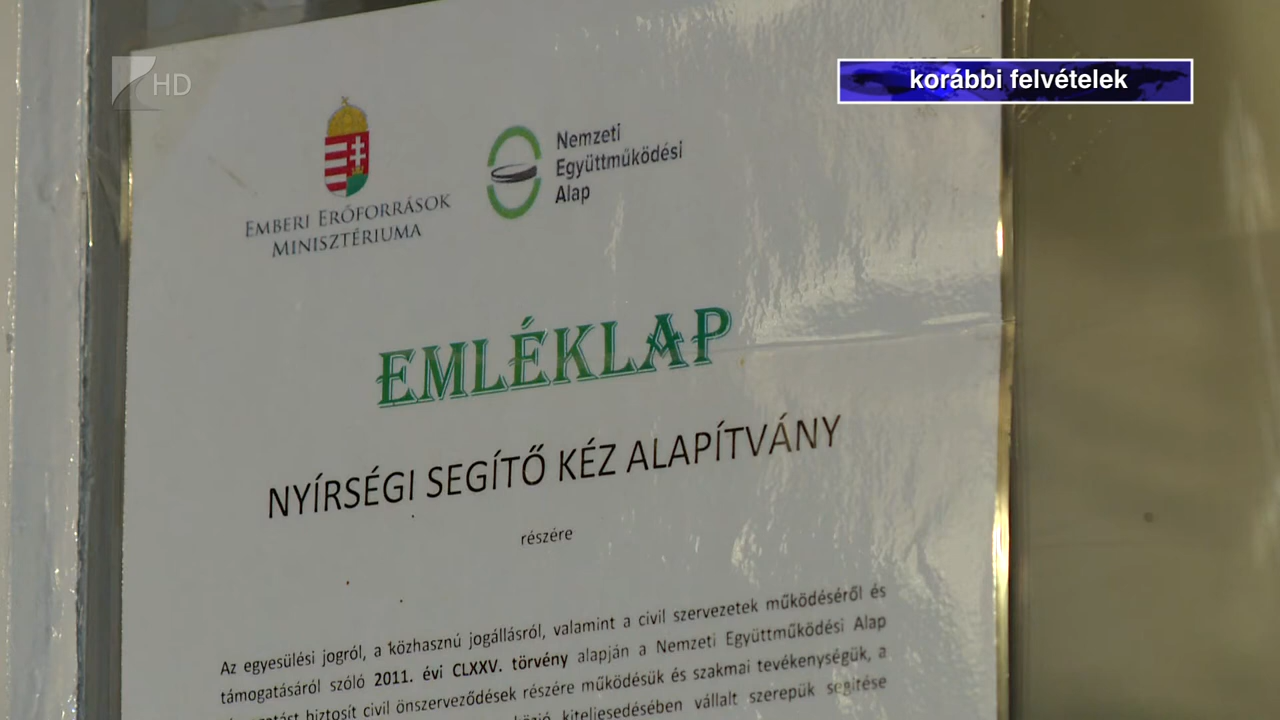 HD
korábbi felvételek
EMBERI ERŐFORRÁSOK
MINISZTÉRIUMA
Nemzeti
Együttműködési
Alap
EMLÉKLAP
NYÍRSÉGI SEGÍTŐ KÉZ ALAPÍTVÁNY
részére
Az egyesülési jogról, a közhasznú jogállásról, valamint a civil szervezetek működéséről és
támogatásáról szóló 2011. évi CLXXV. törvény alapján a Nemzeti Együttműködési Alap
biztosít civil önszerveződések részére működésük és szakmai tevékenységük, a
kiteljesedésében vállalt szerepük segítése